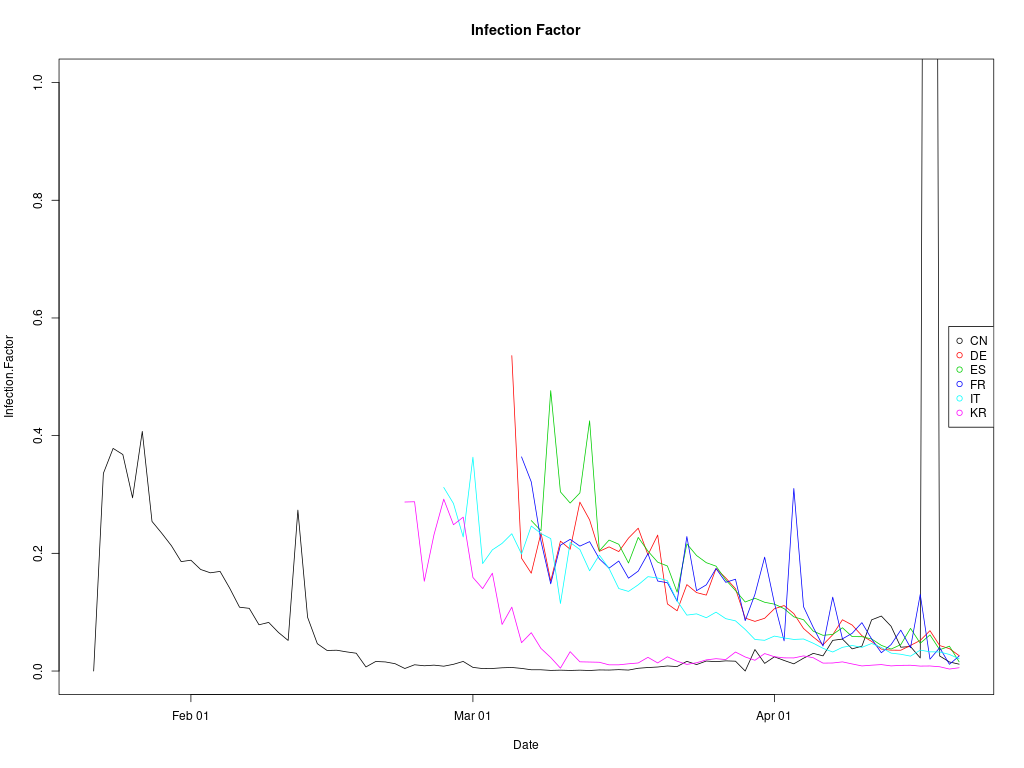 Infection Factor
1.0
0.8
0.6
0.4
0.2
0.0
Infection.Factor
CN
DE
ES
FR
IT
KR
Feb 01
Mar 01
Apr 01
Date